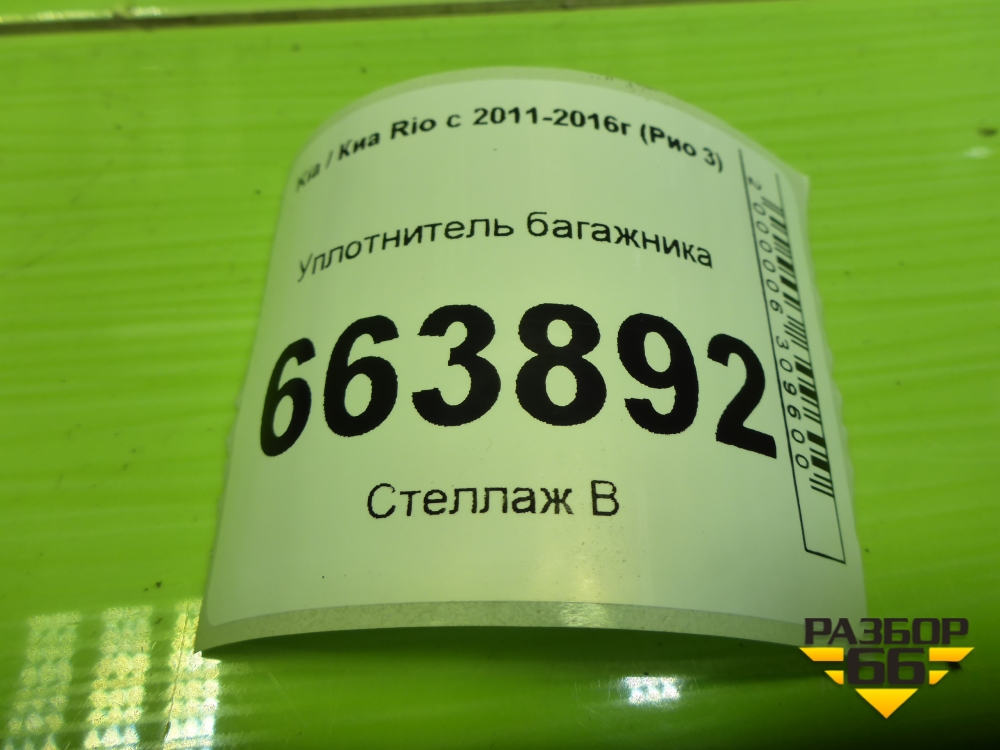 Kia / Киа Rio с 2011-2016г (Рио 3)
Уплотнитель багажника
663892
Стеллаж В
2000006309600
РАЗБОР
66